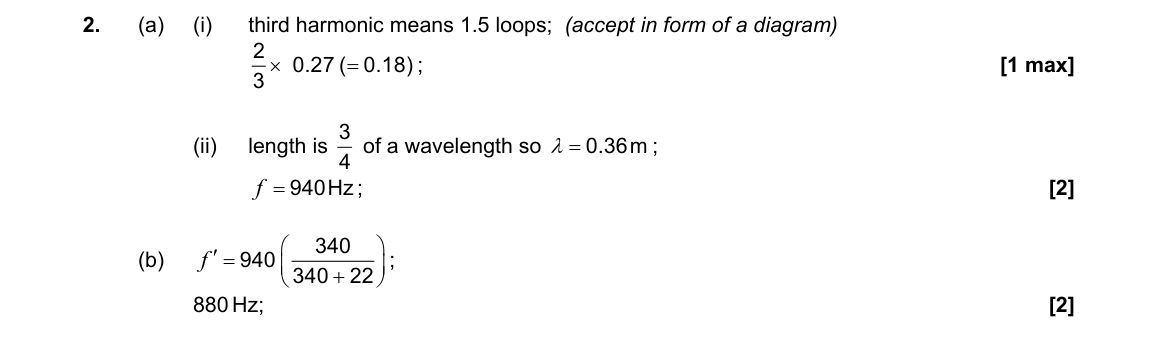 2. (a) (i) third harmonic means 1.5 loops; (accept in form of a diagram)
2/3 × 0.27 (= 0.18) ; [1 max]
(ii) length is 3/4 of a wavelength so λ = 0.36 m ;
f = 940 Hz ; [2]
(b) f′ = 940 (340/(340 + 22)) ;
880 Hz; [2]